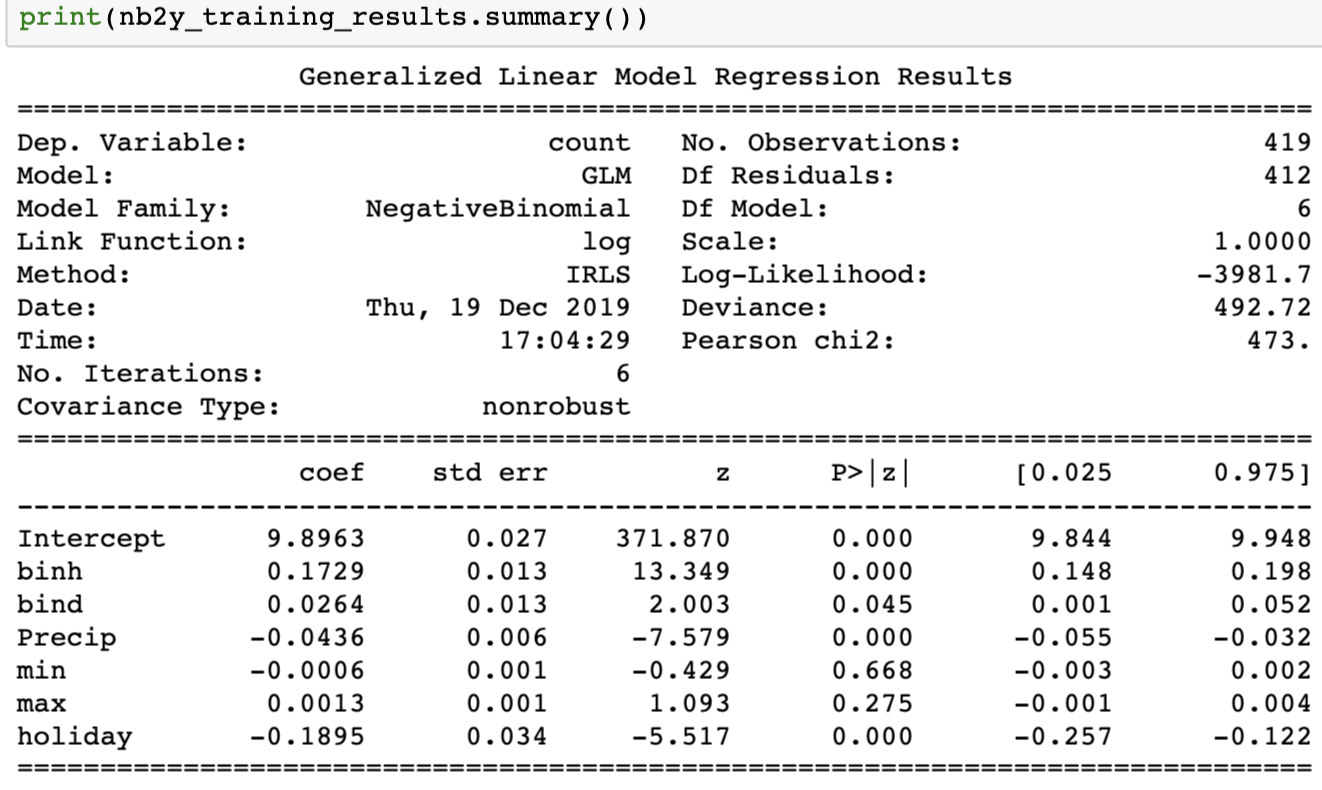 print(nb2y_training_results.summary())
Generalized Linear Model Regression Results
==============================================================================
Dep. Variable: count No. Observations: 419
Model: GLM Df Residuals: 412
Model Family: NegativeBinomial Df Model: 6
Link Function: log Scale: 1.0000
Method: IRLS Log-Likelihood: -3981.7
Date: Thu, 19 Dec 2019 Deviance: 492.72
Time: 17:04:29 Pearson chi2: 473.
No. Iterations: 6
Covariance Type: nonrobust
==============================================================================
coef std err z P>|z| [0.025 0.975]
------------------------------------------------------------------------------
Intercept 9.8963 0.027 371.870 0.000 9.844 9.948
binh 0.1729 0.013 13.349 0.000 0.148 0.198
bind 0.0264 0.013 2.003 0.045 0.001 0.052
Precip -0.0436 0.006 -7.579 0.000 -0.055 -0.032
min -0.0006 0.001 -0.429 0.668 -0.003 0.002
max 0.0013 0.001 1.093 0.275 -0.001 0.004
holiday -0.1895 0.034 -5.517 0.000 -0.257 -0.122
==============================================================================